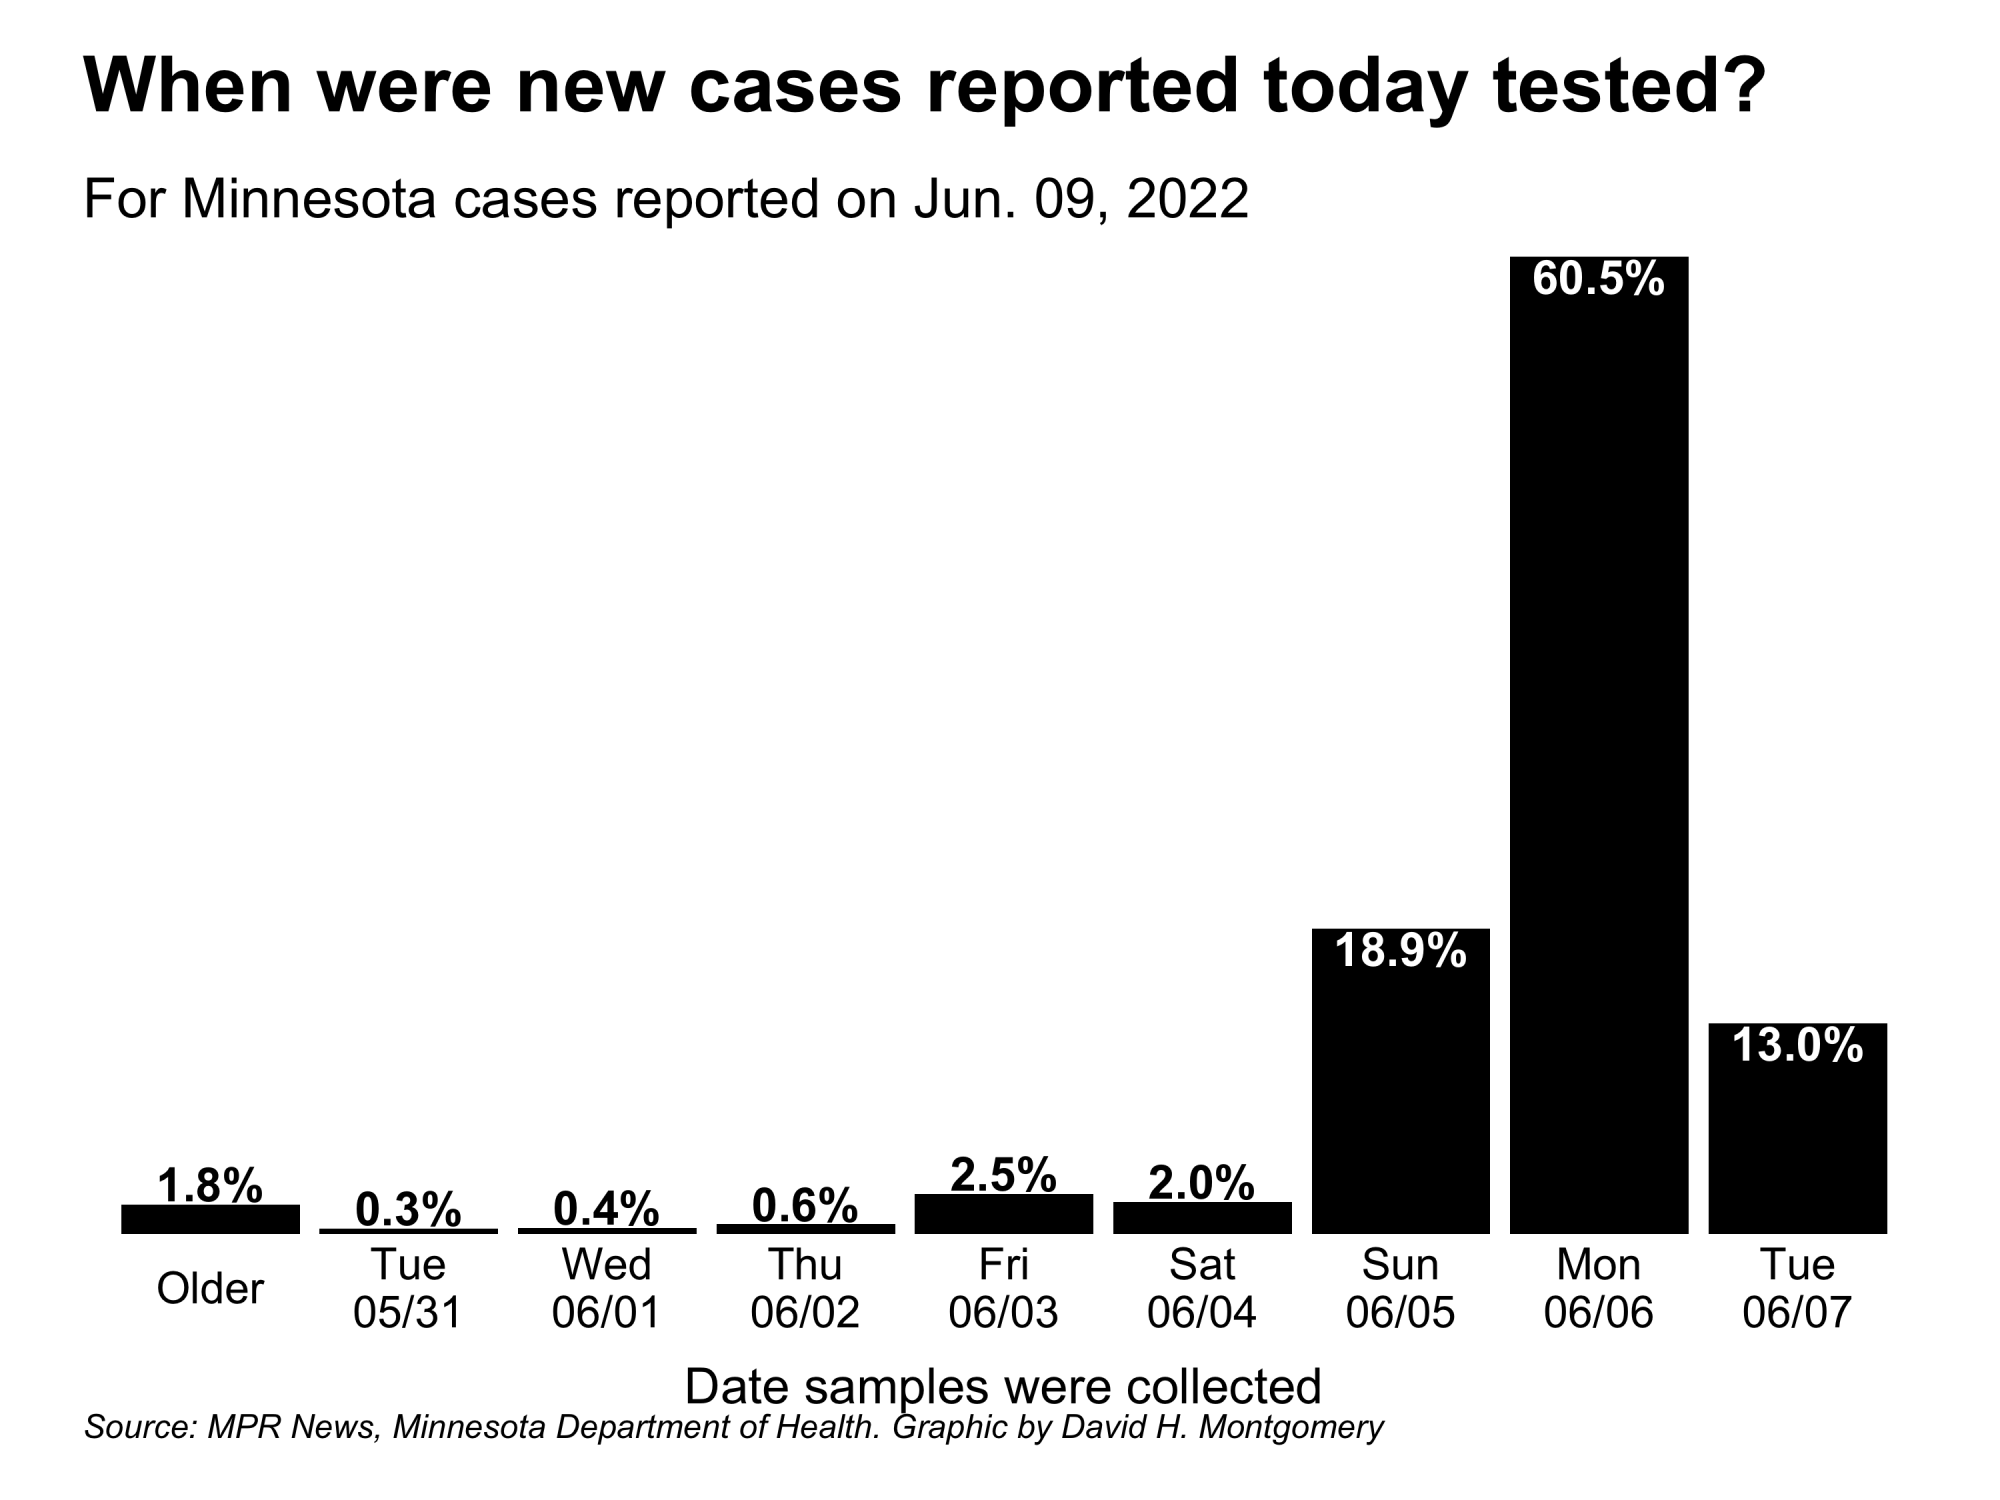 When were new cases reported today tested?
For Minnesota cases reported on Jun. 09, 2022
60.5%
18.9%
13.0%
1.8%
0.3%
0.4%
0.6%
2.5%
2.0%
Older
Tue
05/31
Wed
06/01
Thu
06/02
Fri
06/03
Sat
06/04
Sun
06/05
Mon
06/06
Tue
06/07
Date samples were collected
Source: MPR News, Minnesota Department of Health. Graphic by David H. Montgomery